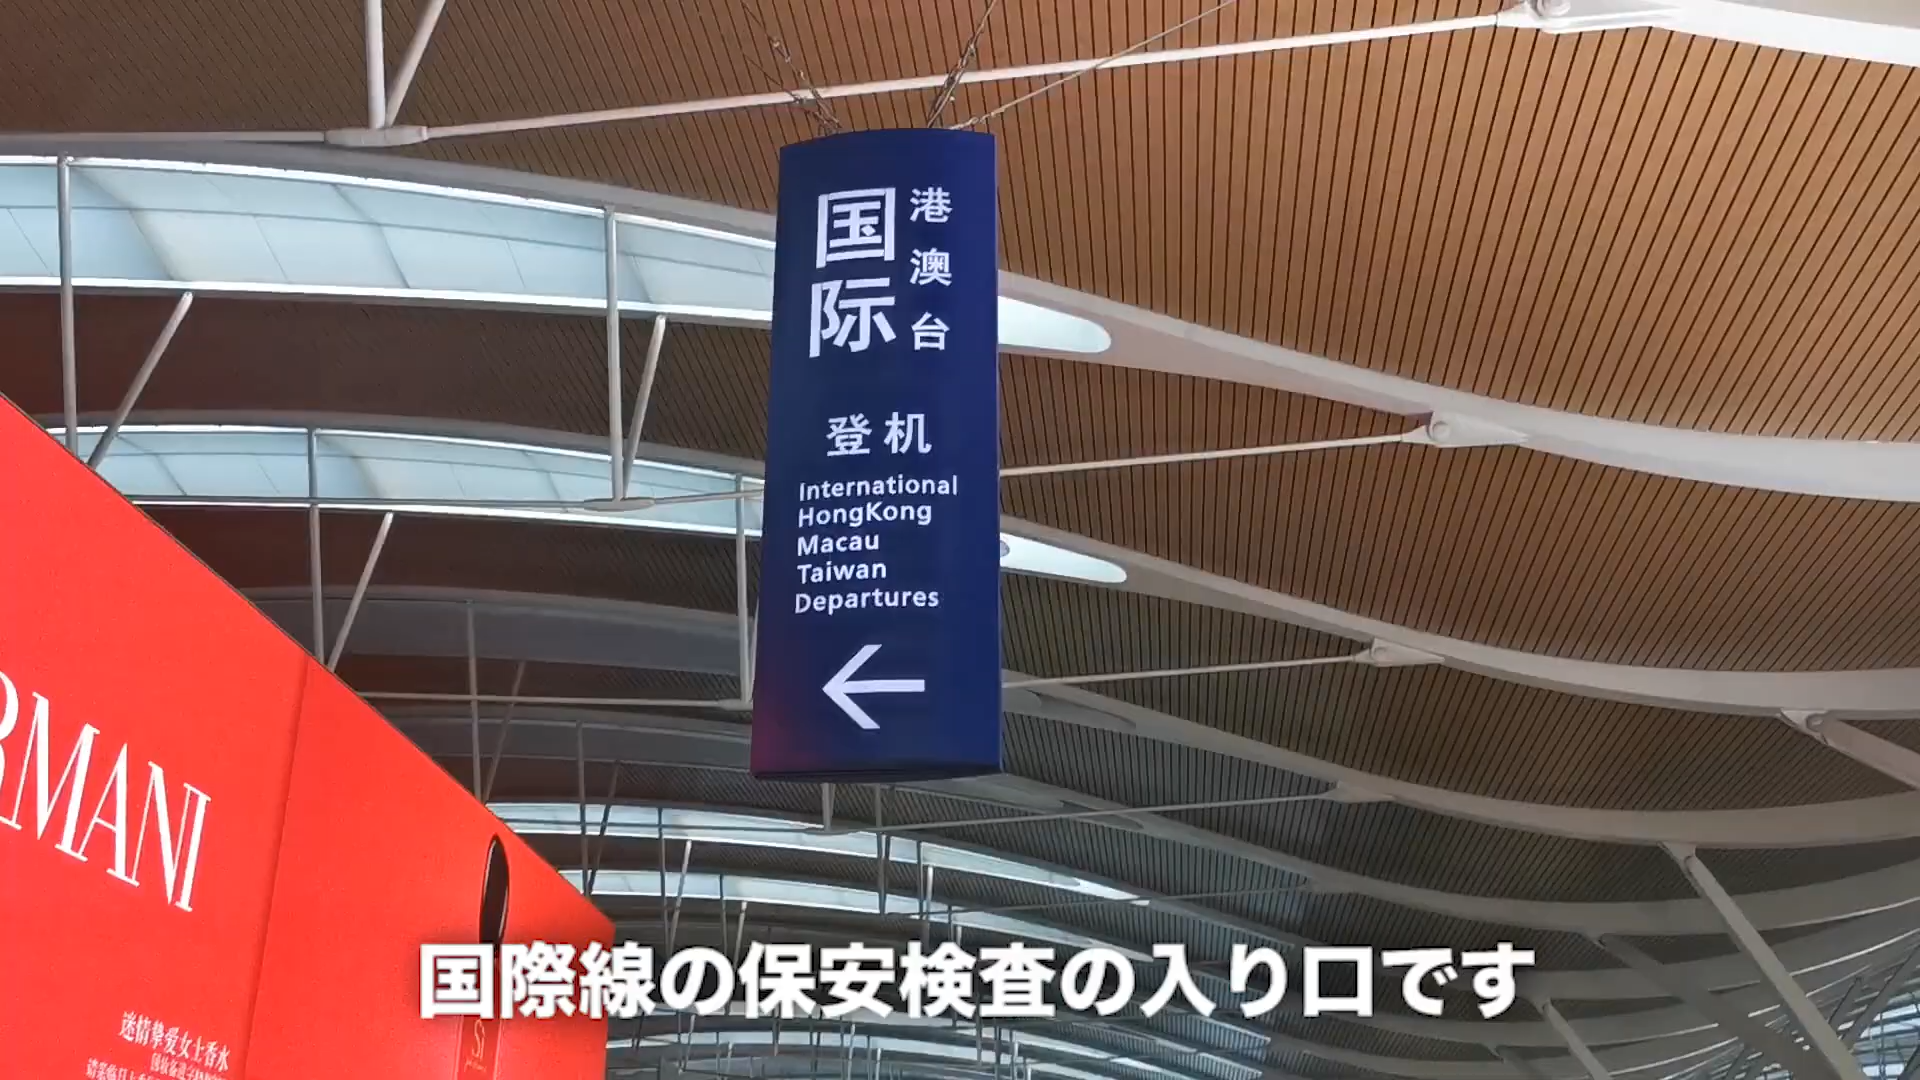 国际
港澳台
登机
International
HongKong
Macau
Taiwan
Departures
RMANI
迷情挚爱女士香水
国際線の保安検査の入り口です